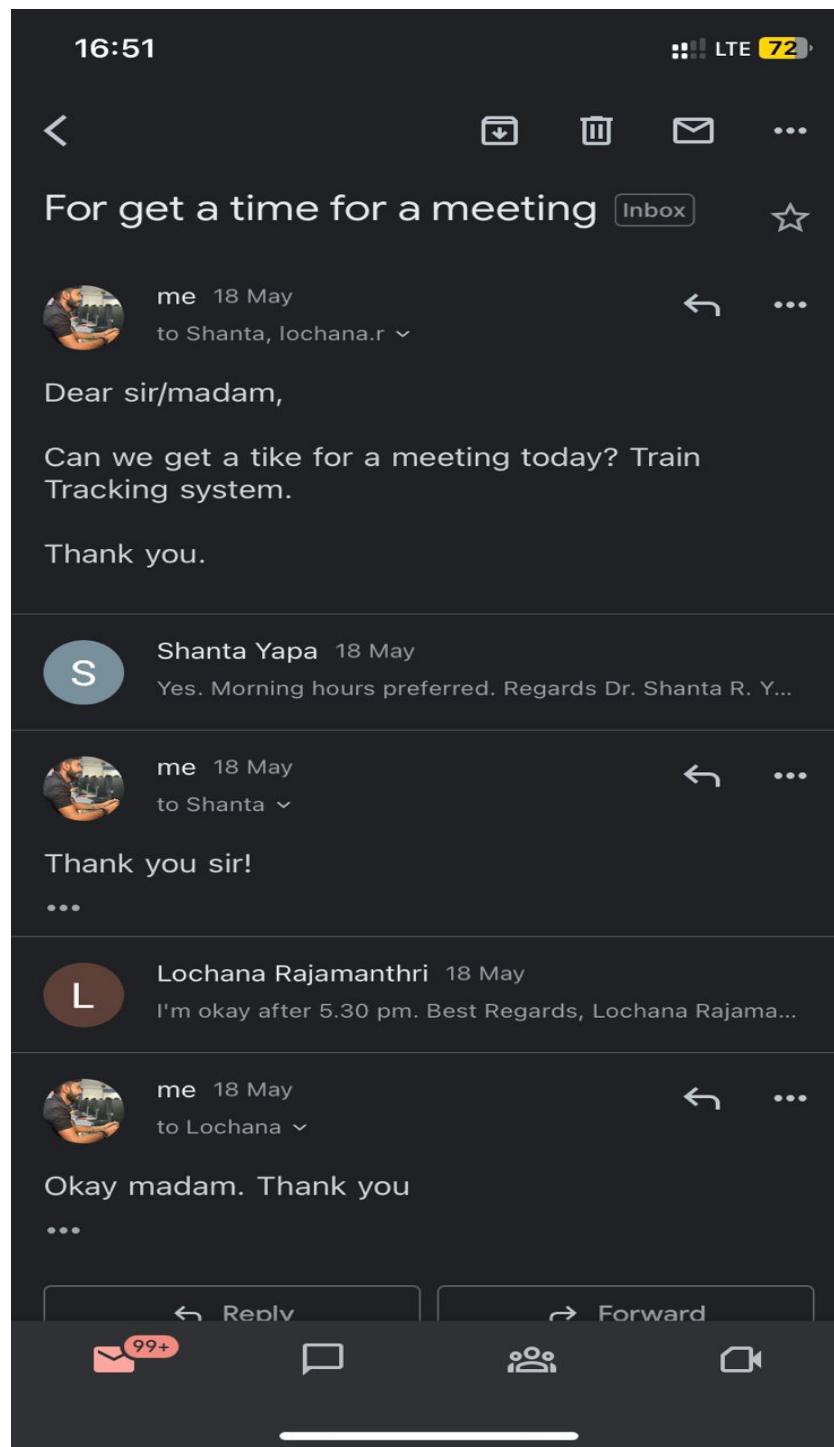 16:51 LTE 72
For get a time for a meeting Inbox
me 18 May
to Shanta, lochana.r
Dear sir/madam,
Can we get a tike for a meeting today? Train
Tracking system.
Thank you.
S
Shanta Yapa 18 May
Yes. Morning hours preferred. Regards Dr. Shanta R. Y...
me 18 May
to Shanta
Thank you sir!
L
Lochana Rajamanthri 18 May
I'm okay after 5.30 pm. Best Regards, Lochana Rajama...
me 18 May
to Lochana
Okay madam. Thank you
Reply Forward
99+